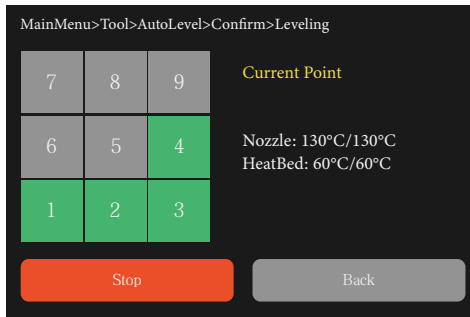 MainMenu>Tool>AutoLevel>Confirm>Leveling
7 8 9
Current Point
6 5 4
Nozzle: 130°C/130°C
HeatBed: 60°C/60°C
1 2 3
Stop
Back